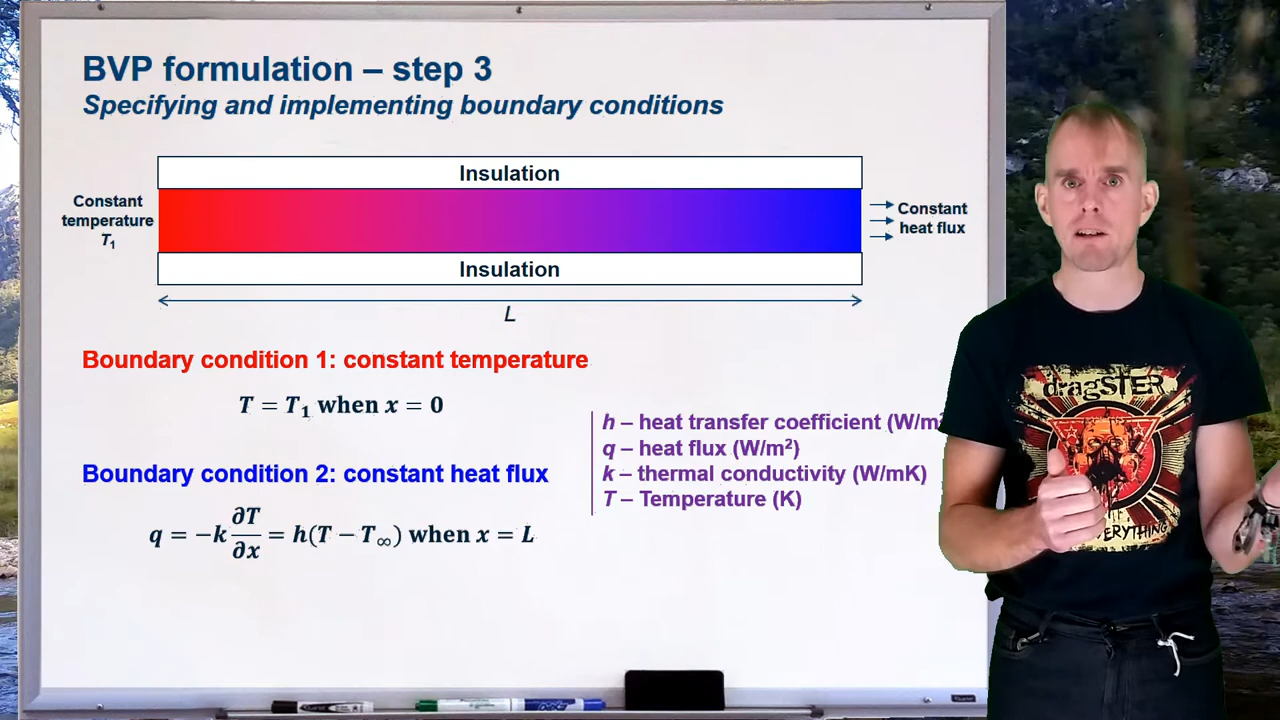 BVP formulation – step 3
Specifying and implementing boundary conditions
Insulation
Constant
temperature
T₁
Constant
heat flux
Insulation
L
Boundary condition 1: constant temperature
T = T₁ when x = 0
h – heat transfer coefficient (W/m
q – heat flux (W/m²)
k – thermal conductivity (W/mK)
T – Temperature (K)
Boundary condition 2: constant heat flux
q = −k ∂T/∂x = h(T − T∞) when x = L
dragSTER
EVERYTHING